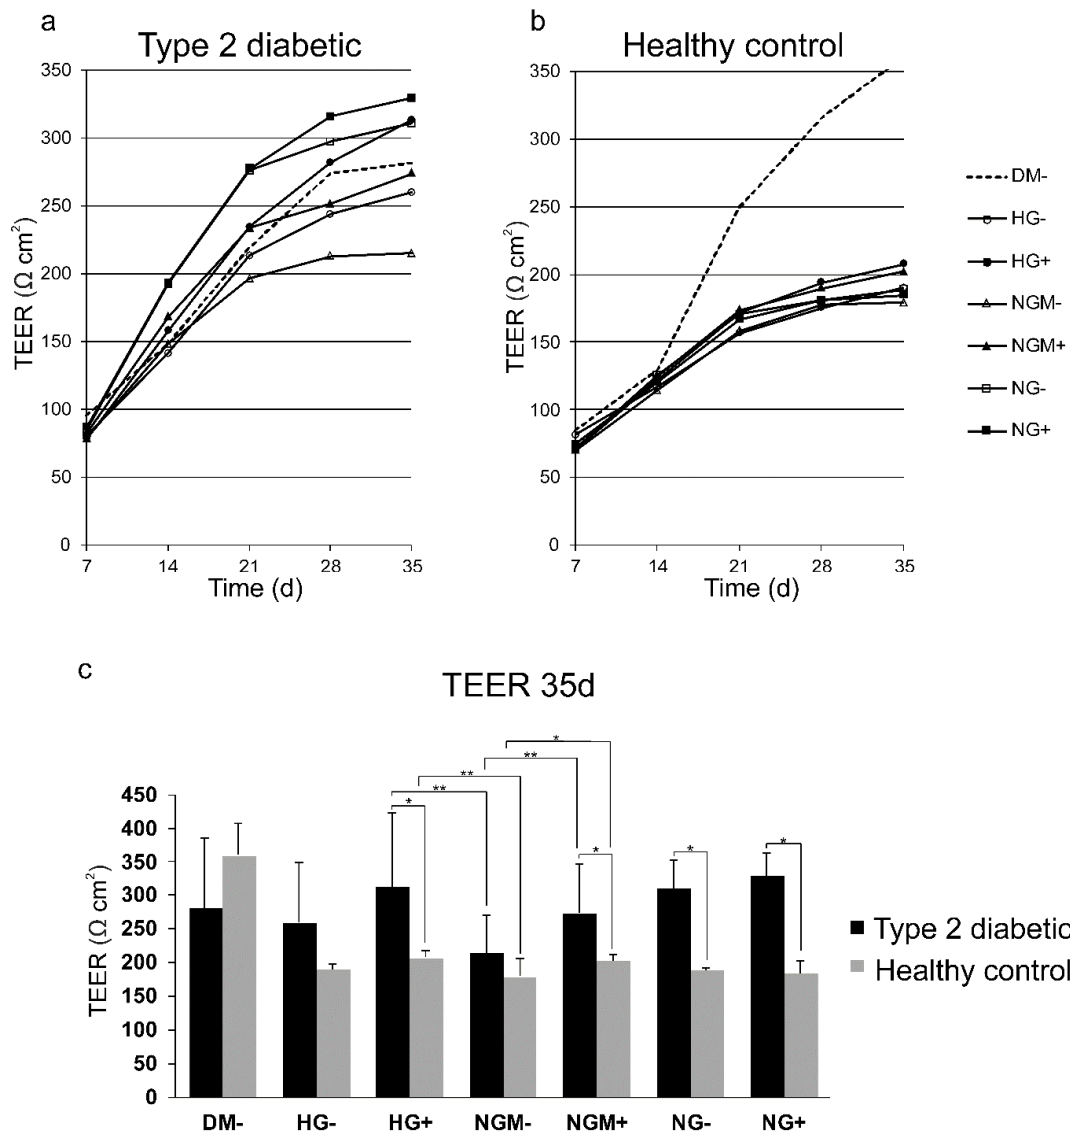 a
Type 2 diabetic
350
300
250
200
150
100
50
0
TEER (Ω cm²)
7 14 21 28 35
Time (d)
b
Healthy control
350
300
250
200
150
100
50
0
TEER (Ω cm²)
7 14 21 28 35
Time (d)
DM-
HG-
HG+
NGM-
NGM+
NG-
NG+
c
TEER 35d
450
400
350
300
250
200
150
100
50
0
TEER (Ω cm²)
*
**
**
**
*
*
*
*
DM- HG- HG+ NGM- NGM+ NG- NG+
Type 2 diabetic
Healthy control